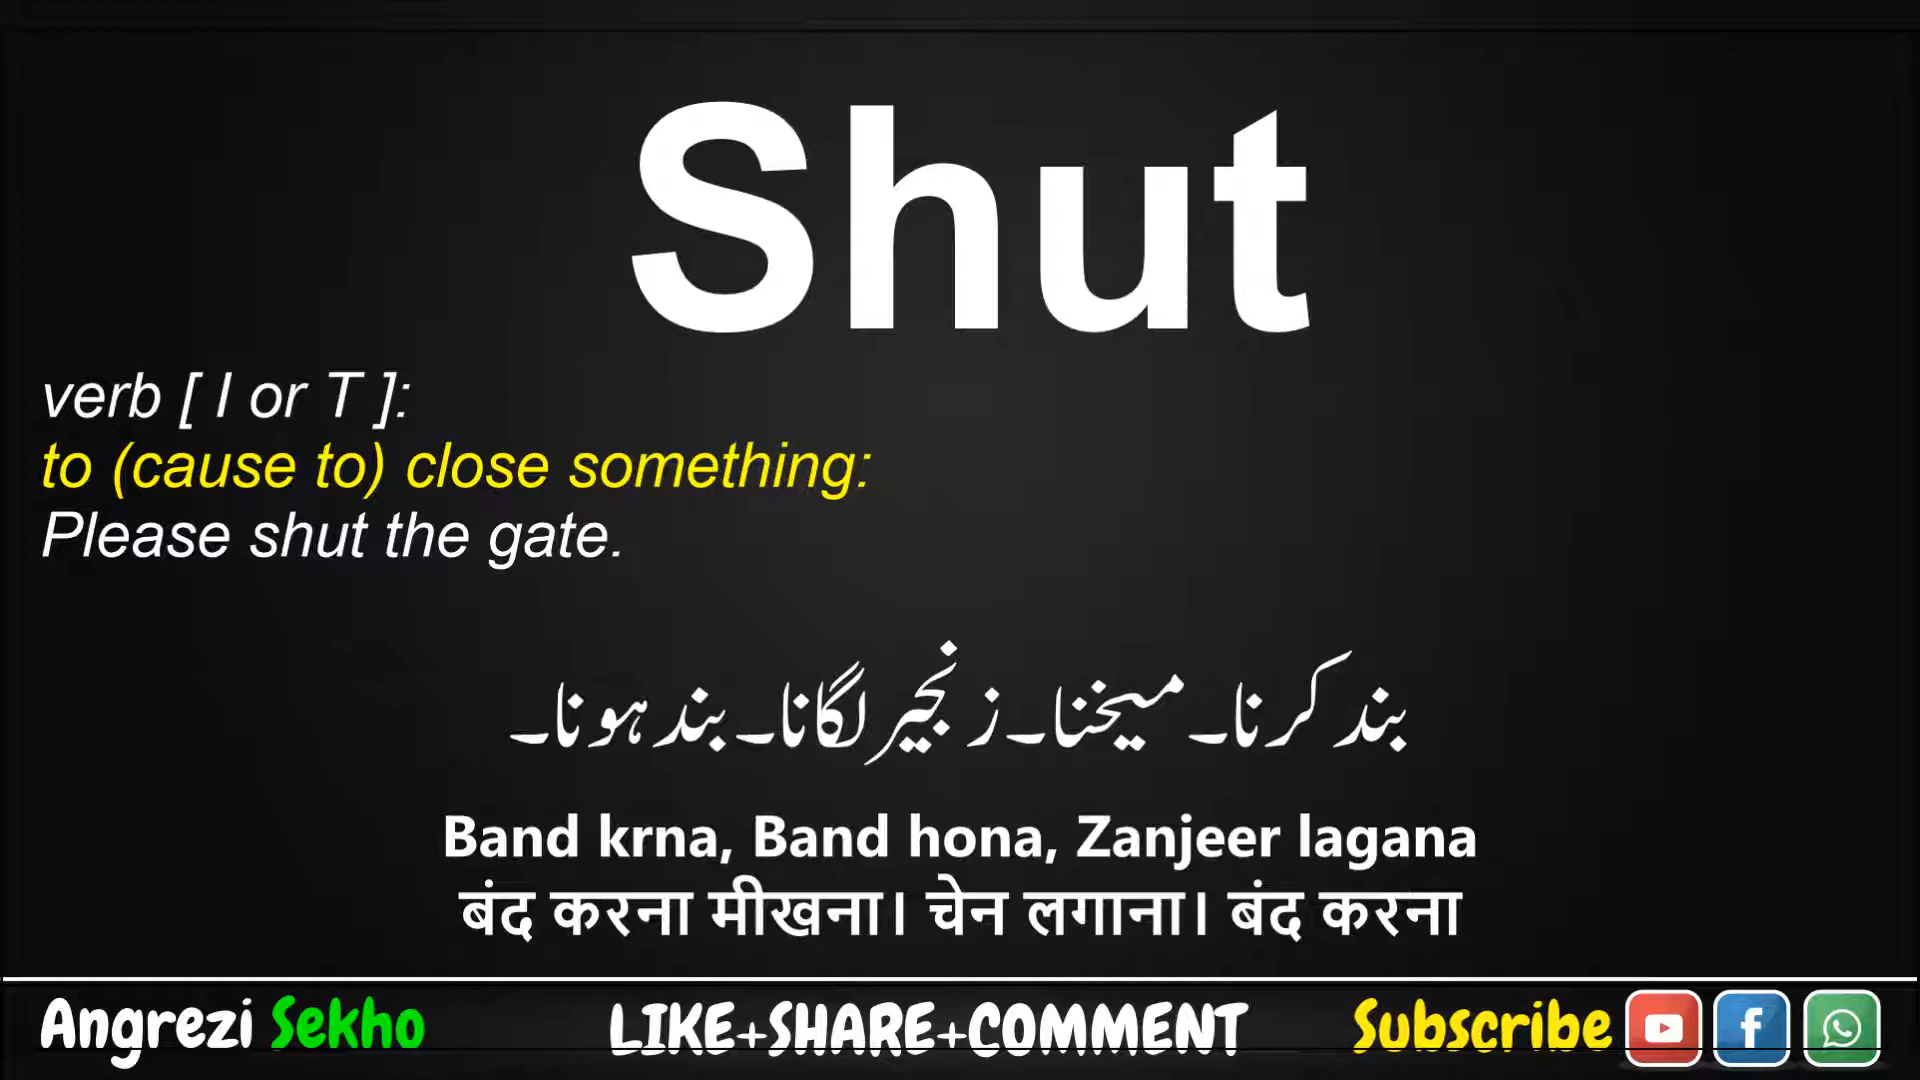 Shut
verb [ I or T ]:
to (cause to) close something:
Please shut the gate.
بند کرنا۔ میخنا۔ زنجیر لگانا۔ بند ہونا۔
Band krna, Band hona, Zanjeer lagana
बंद करना मीखना। चेन लगाना। बंद करना
Angrezi Sekho LIKE+SHARE+COMMENT Subscribe